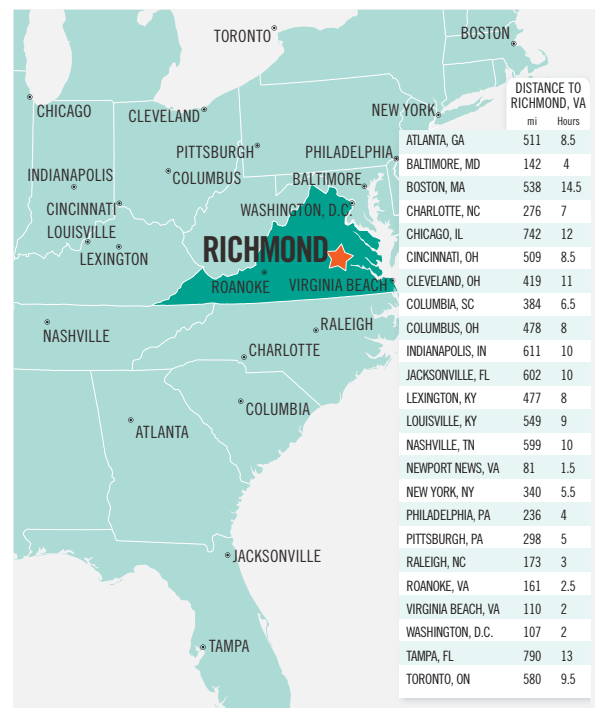 TORONTO
BOSTON
CHICAGO
CLEVELAND
NEW YORK
PITTSBURGH
PHILADELPHIA
INDIANAPOLIS
COLUMBUS
BALTIMORE
CINCINNATI
WASHINGTON, D.C.
LOUISVILLE
LEXINGTON
RICHMOND
ROANOKE
VIRGINIA BEACH
NASHVILLE
RALEIGH
CHARLOTTE
COLUMBIA
ATLANTA
JACKSONVILLE
TAMPA
DISTANCE TO
RICHMOND, VA
mi Hours
ATLANTA, GA 511 8.5
BALTIMORE, MD 142 4
BOSTON, MA 538 14.5
CHARLOTTE, NC 276 7
CHICAGO, IL 742 12
CINCINNATI, OH 509 8.5
CLEVELAND, OH 419 11
COLUMBIA, SC 384 6.5
COLUMBUS, OH 478 8
INDIANAPOLIS, IN 611 10
JACKSONVILLE, FL 602 10
LEXINGTON, KY 477 8
LOUISVILLE, KY 549 9
NASHVILLE, TN 599 10
NEWPORT NEWS, VA 81 1.5
NEW YORK, NY 340 5.5
PHILADELPHIA, PA 236 4
PITTSBURGH, PA 298 5
RALEIGH, NC 173 3
ROANOKE, VA 161 2.5
VIRGINIA BEACH, VA 110 2
WASHINGTON, D.C. 107 2
TAMPA, FL 790 13
TORONTO, ON 580 9.5